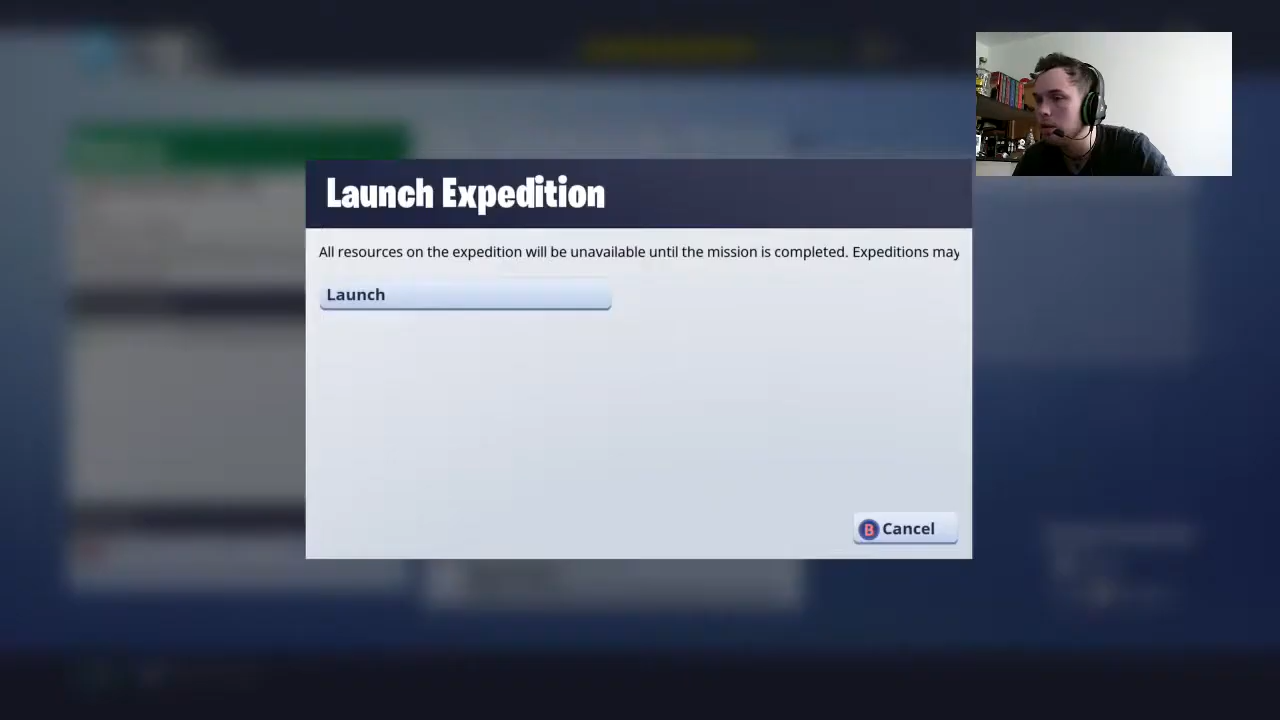 Launch Expedition
All resources on the expedition will be unavailable until the mission is completed. Expeditions may
Launch
B Cancel